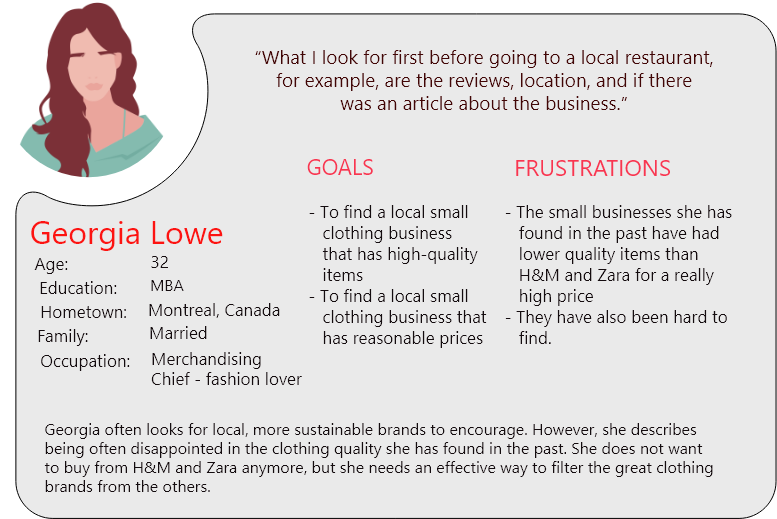 “What I look for first before going to a local restaurant,
for example, are the reviews, location, and if there
was an article about the business.”
Georgia Lowe
Age: 32
Education: MBA
Hometown: Montreal, Canada
Family: Married
Occupation: Merchandising
Chief - fashion lover
GOALS
- To find a local small
clothing business
that has high-quality
items
- To find a local small
clothing business that
has reasonable prices
FRUSTRATIONS
- The small businesses she has
found in the past have had
lower quality items than
H&M and Zara for a really
high price
- They have also been hard to
find.
Georgia often looks for local, more sustainable brands to encourage. However, she describes
being often disappointed in the clothing quality she has found in the past. She does not want
to buy from H&M and Zara anymore, but she needs an effective way to filter the great clothing
brands from the others.